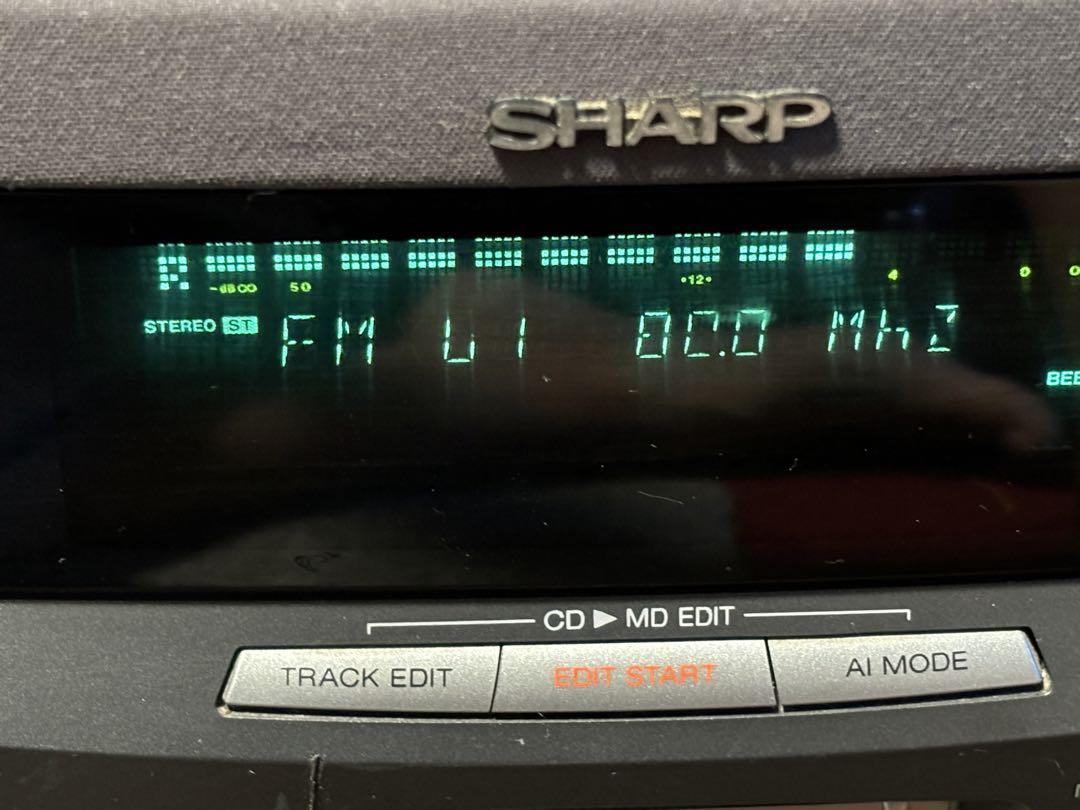 SHARP
R
-dB ∞ 50 •12• 4 0
STEREO ST FM 80.0 MHz
CD ▶ MD EDIT
TRACK EDIT EDIT START AI MODE